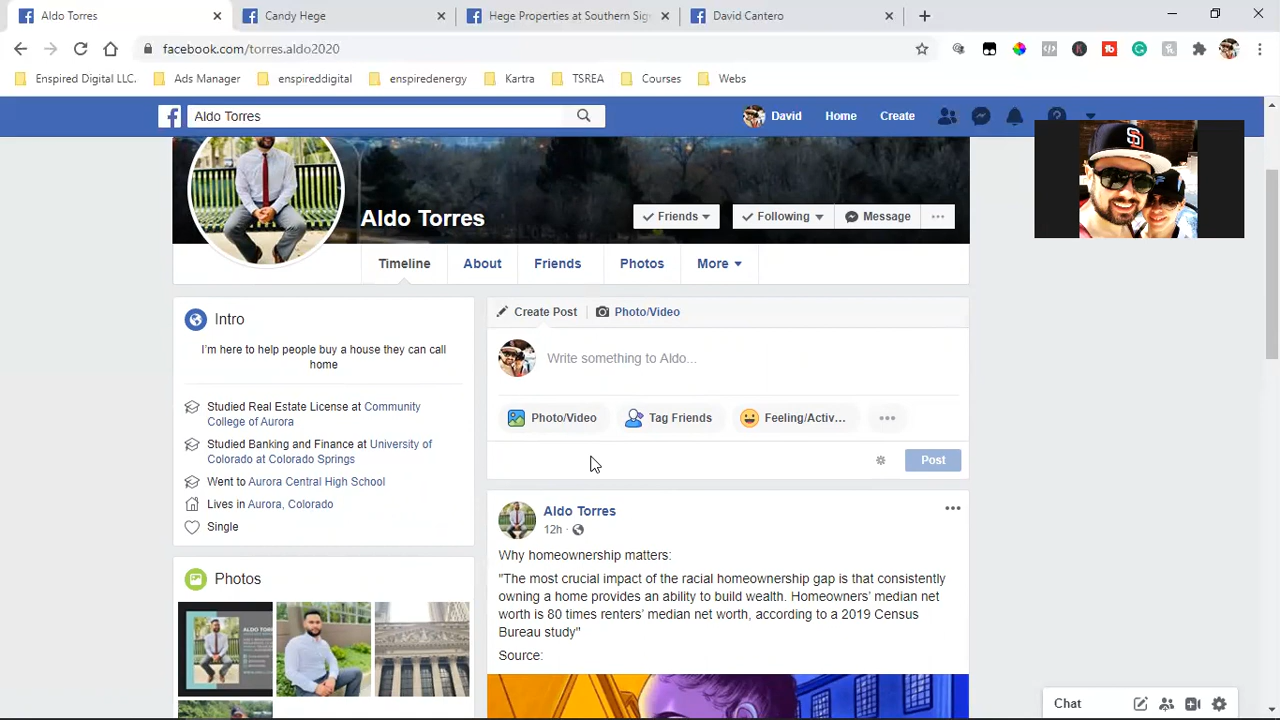 Aldo Torres
Candy Hege
Hege Properties at Southern Sig
David Cantero
facebook.com/torres.aldo2020
Enspired Digital LLC.
Ads Manager
enspireddigital
enspiredenergy
Kartra
TSREA
Courses
Webs
Aldo Torres
David
Home
Create
Aldo Torres
Friends
Following
Message
Timeline
About
Friends
Photos
More
Intro
I'm here to help people buy a house they can call
home
Studied Real Estate License at Community
College of Aurora
Studied Banking and Finance at University of
Colorado at Colorado Springs
Went to Aurora Central High School
Lives in Aurora, Colorado
Single
Photos
Create Post
Photo/Video
Write something to Aldo...
Photo/Video
Tag Friends
Feeling/Activ...
Post
Aldo Torres
12h
Why homeownership matters:
"The most crucial impact of the racial homeownership gap is that consistently
owning a home provides an ability to build wealth. Homeowners' median net
worth is 80 times renters' median net worth, according to a 2019 Census
Bureau study"
Source:
Chat